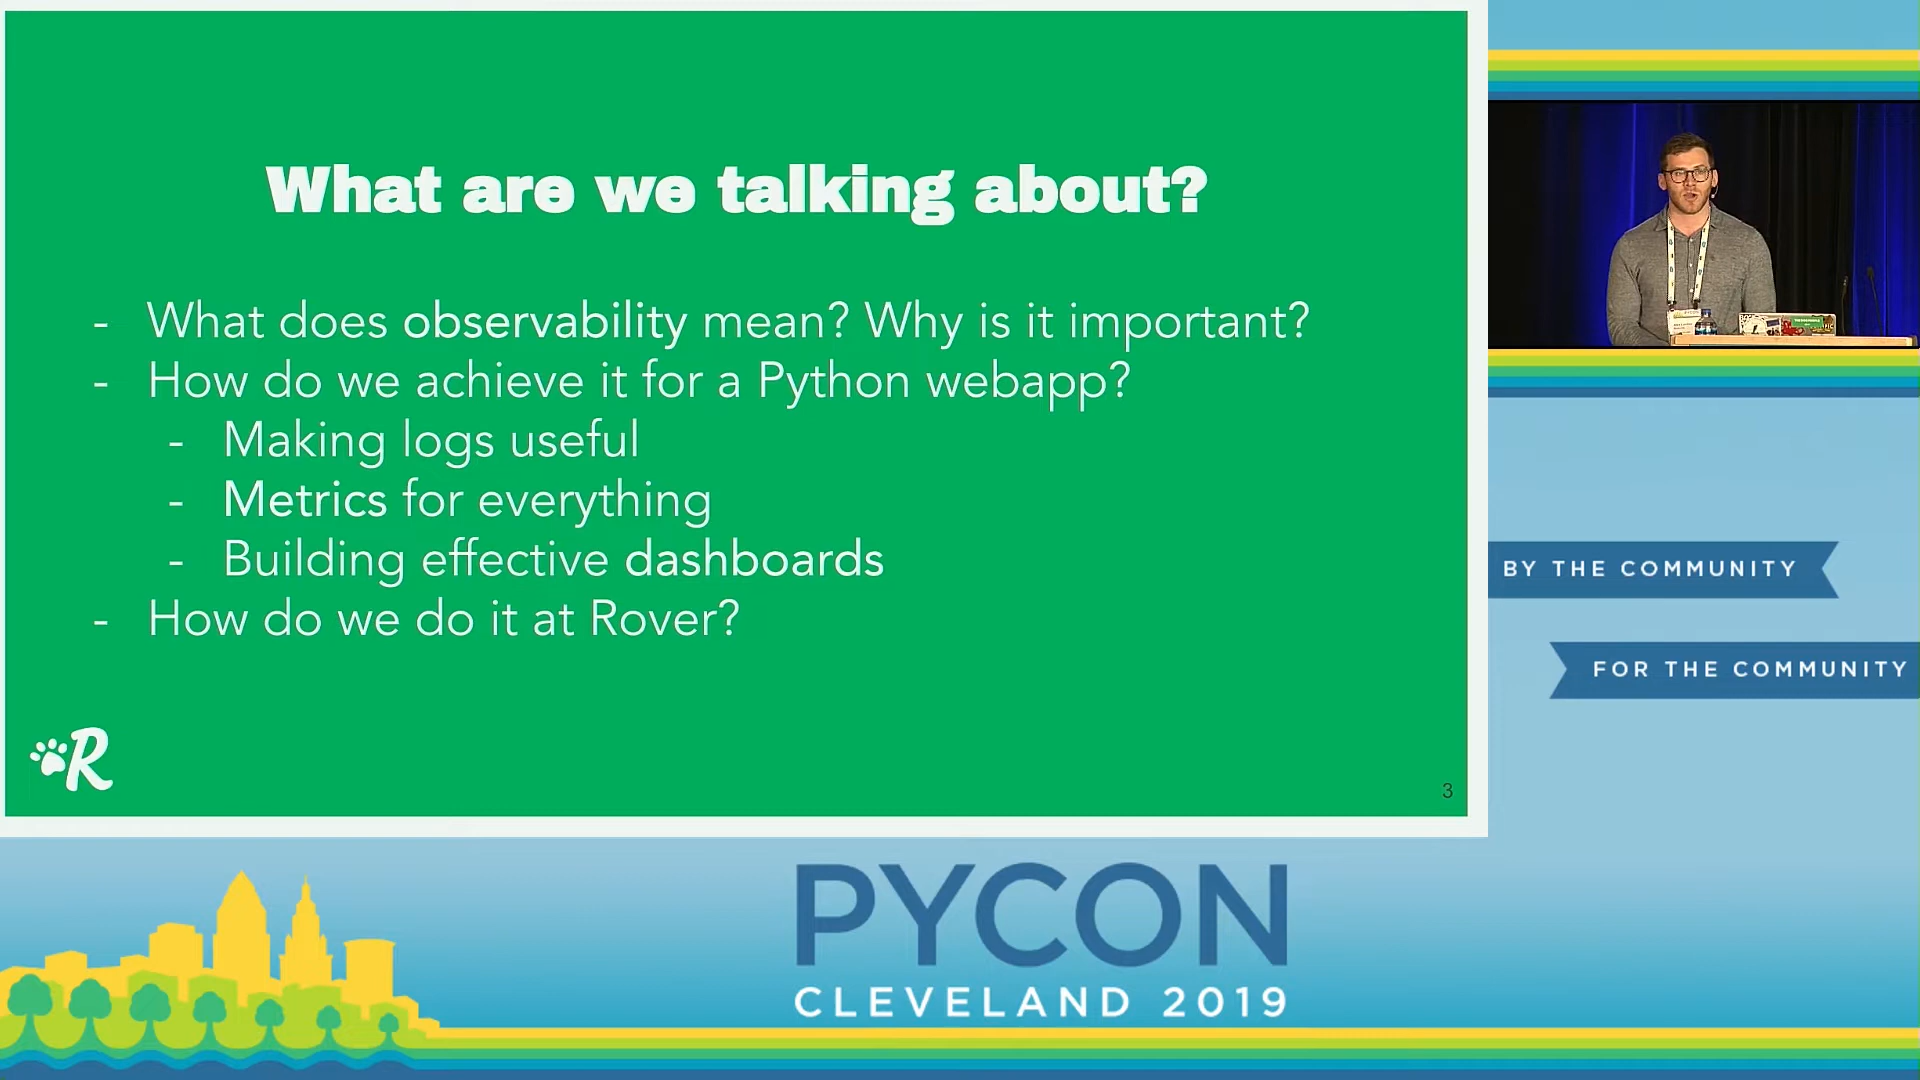 What are we talking about?
- What does observability mean? Why is it important?
- How do we achieve it for a Python webapp?
- Making logs useful
- Metrics for everything
- Building effective dashboards
- How do we do it at Rover?
R
3
BY THE COMMUNITY
FOR THE COMMUNITY
PYCON
CLEVELAND 2019